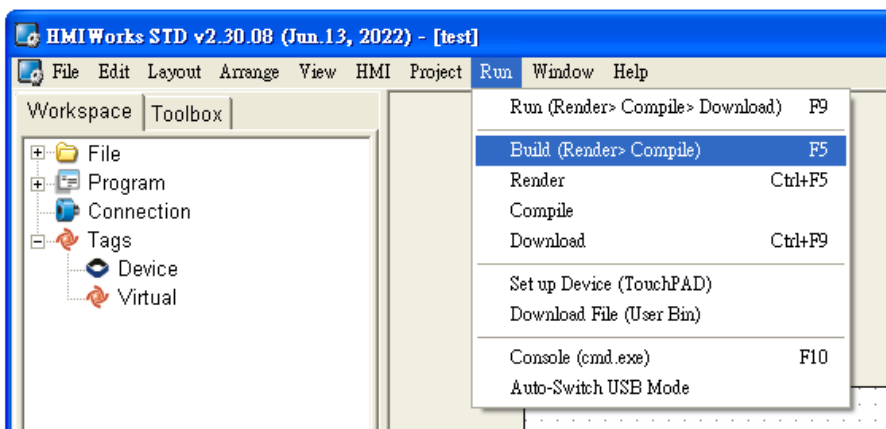 HMIWorks STD v2.30.08 (Jun.13, 2022) - [test]
File Edit Layout Arrange View HMI Project Run Window Help
Workspace Toolbox
File
Program
Connection
Tags
Device
Virtual
Run (Render> Compile> Download) F9
Build (Render> Compile) F5
Render Ctrl+F5
Compile
Download Ctrl+F9
Set up Device (TouchPAD)
Download File (User Bin)
Console (cmd.exe) F10
Auto-Switch USB Mode